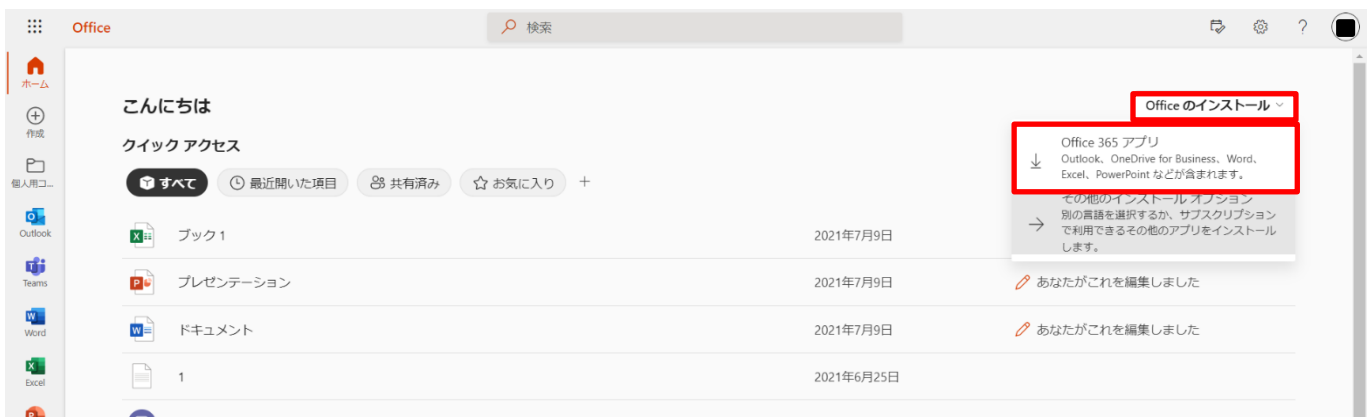 Office
検索
ホーム
作成
個人用コ...
Outlook
Teams
Word
Excel
こんにちは
Office のインストール
クイック アクセス
すべて
最近開いた項目
共有済み
お気に入り
Office 365 アプリ
Outlook、OneDrive for Business、Word、
Excel、PowerPoint などが含まれます。
その他のインストール オプション
別の言語を選択するか、サブスクリプション
で利用できるその他のアプリをインストール
します。
ブック 1
2021年7月9日
プレゼンテーション
2021年7月9日
あなたがこれを編集しました
ドキュメント
2021年7月9日
あなたがこれを編集しました
1
2021年6月25日